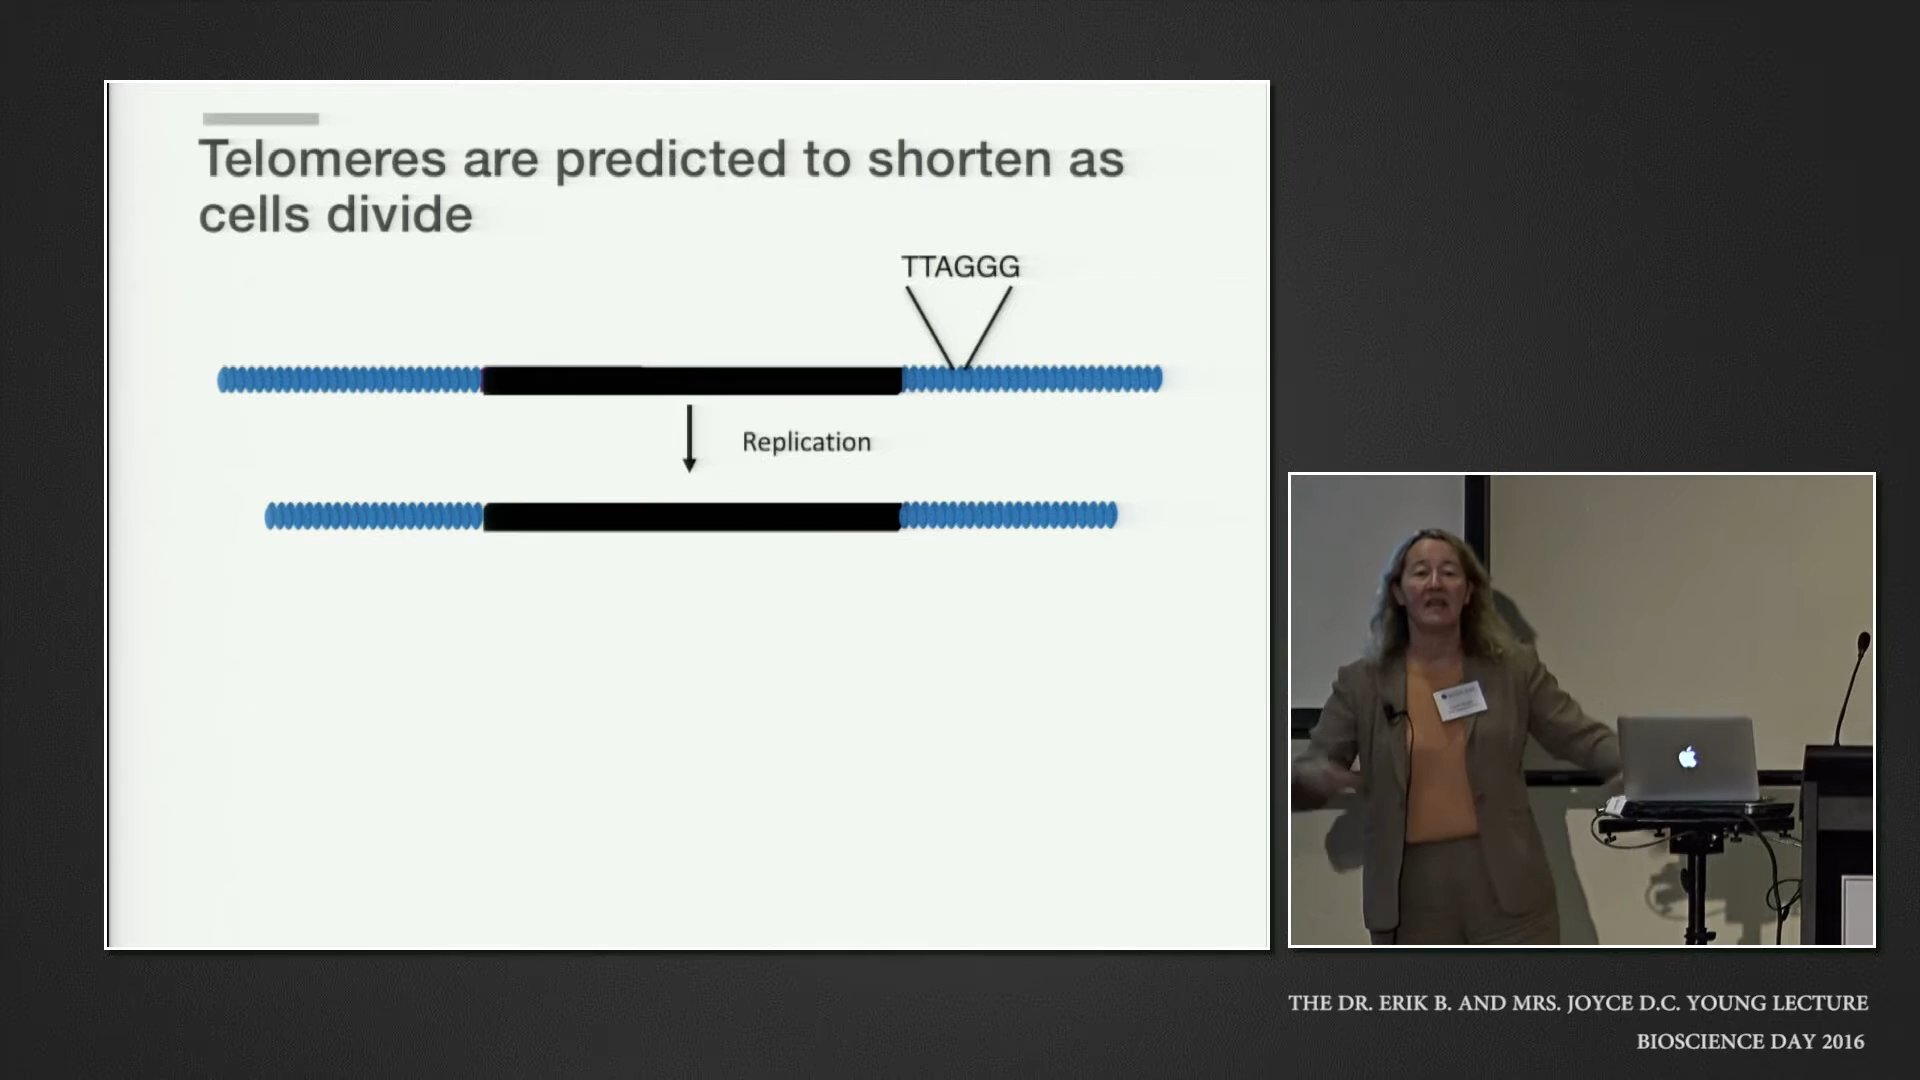 Telomeres are predicted to shorten as
cells divide
TTAGGG
Replication
THE DR. ERIK B. AND MRS. JOYCE D.C. YOUNG LECTURE
BIOSCIENCE DAY 2016